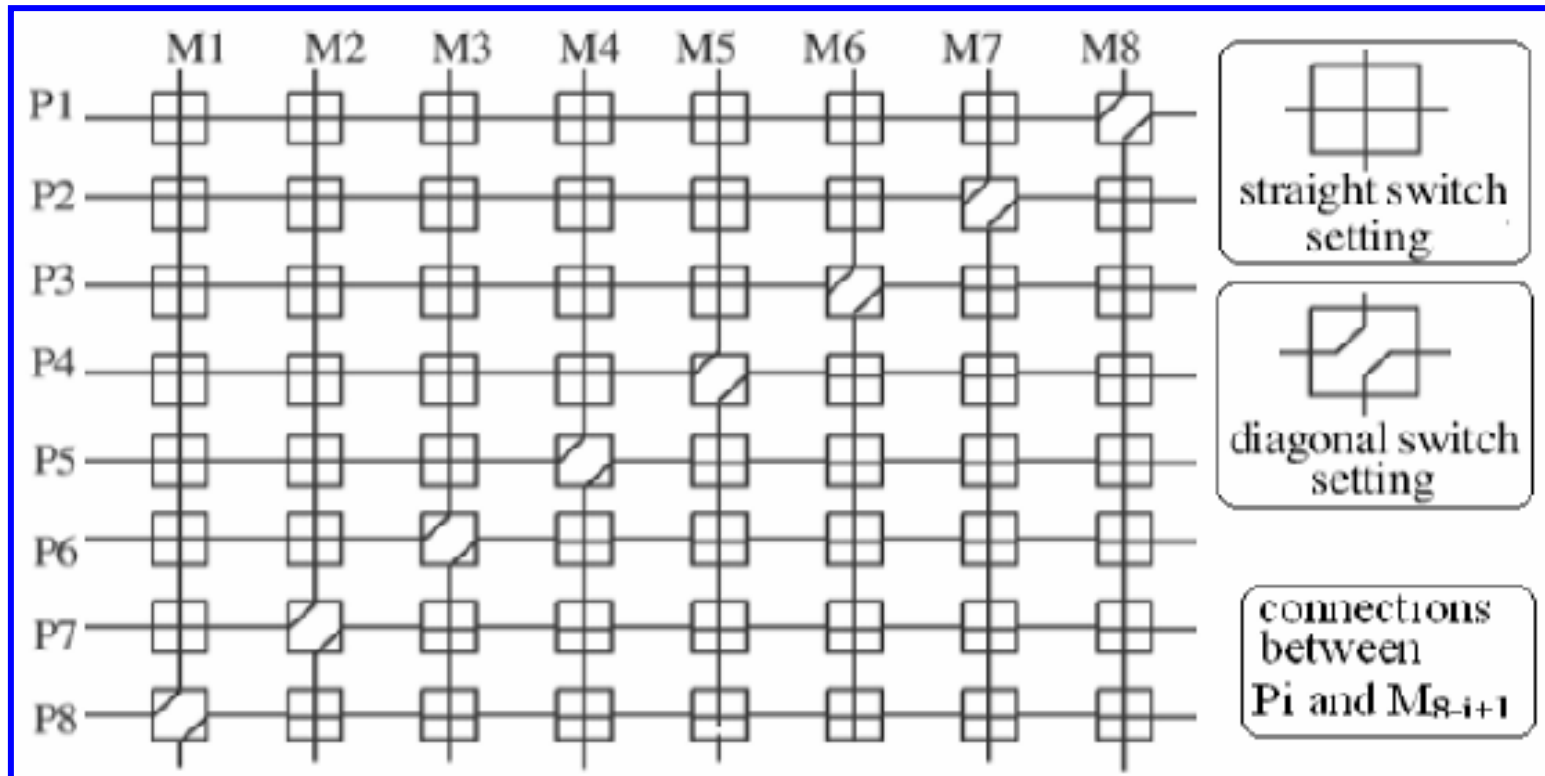 M1 M2 M3 M4 M5 M6 M7 M8
P1
P2
P3
P4
P5
P6
P7
P8
straight switch
setting
diagonal switch
setting
connections
between
Pi and M8-i+1